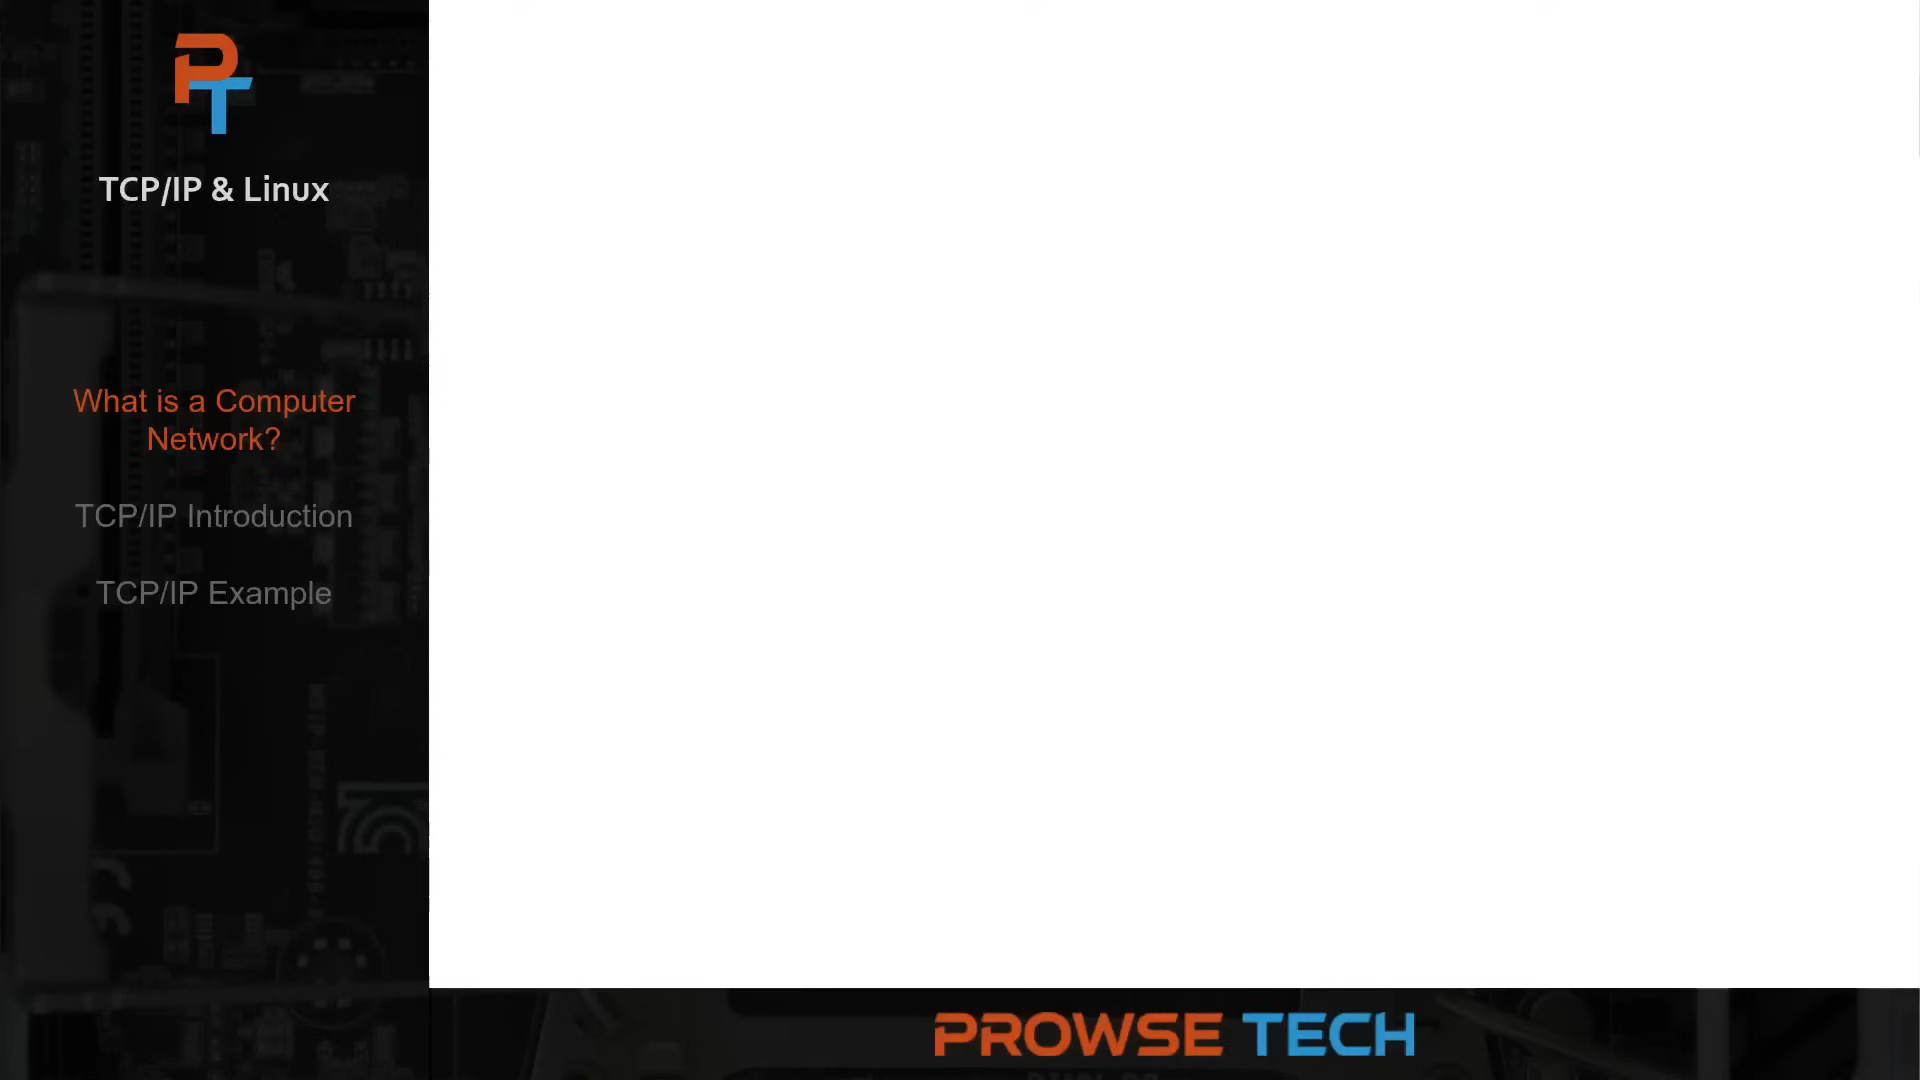 PT
TCP/IP & Linux
What is a Computer
Network?
TCP/IP Introduction
TCP/IP Example
PROWSE TECH